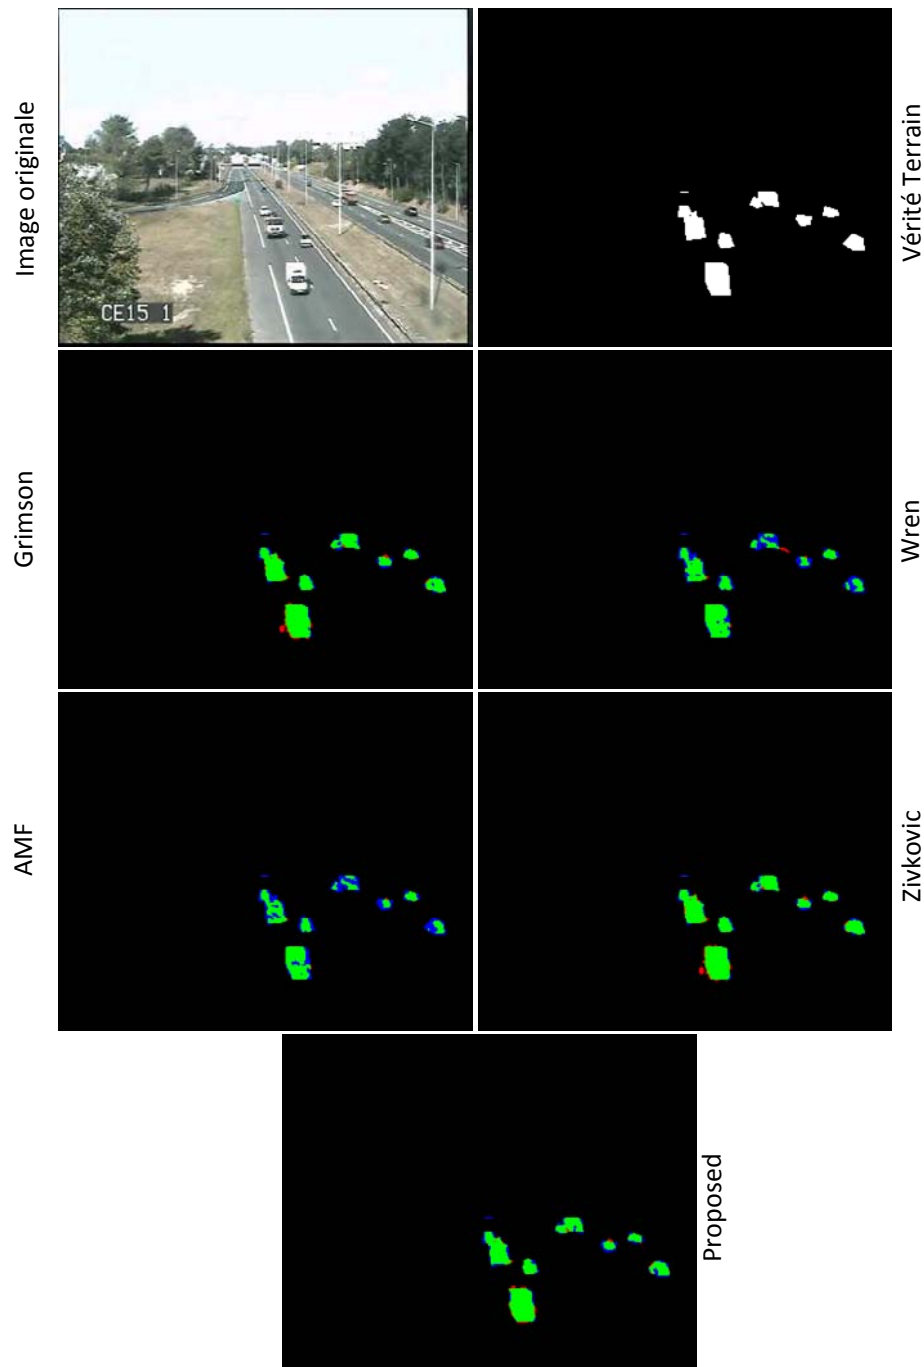 Image originale
CE15 1
Vérité Terrain
Grimson
Wren
AMF
Zivkovic
Proposed